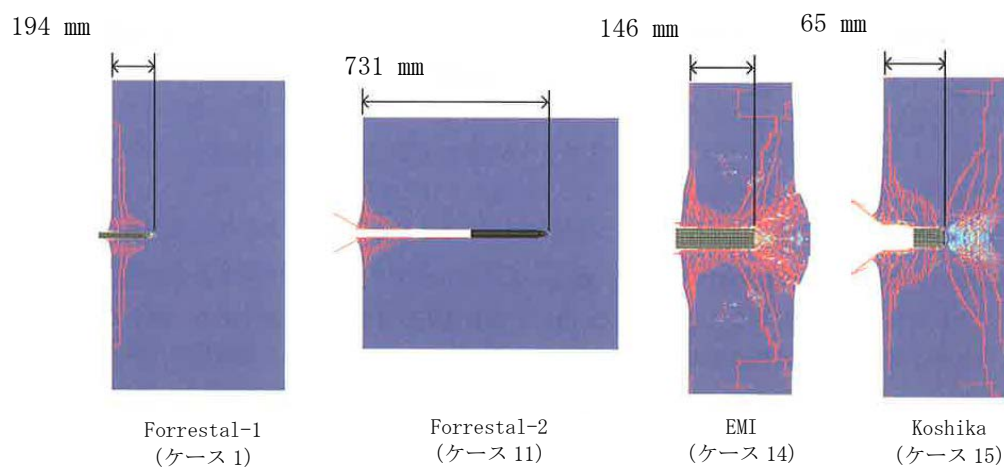 194 mm
731 mm
146 mm
65 mm
Forrestal-1
(ケース 1)
Forrestal-2
(ケース 11)
EMI
(ケース 14)
Koshika
(ケース 15)